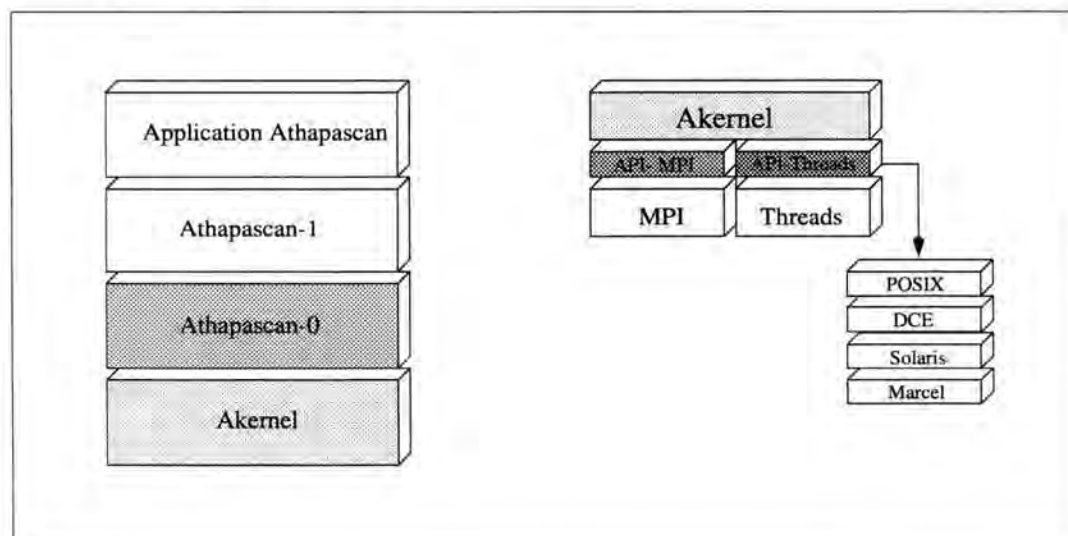 Application Athapascan
Athapascan-1
Athapascan-0
Akernel
Akernel
API- MPI
API-Threads
MPI
Threads
POSIX
DCE
Solaris
Marcel